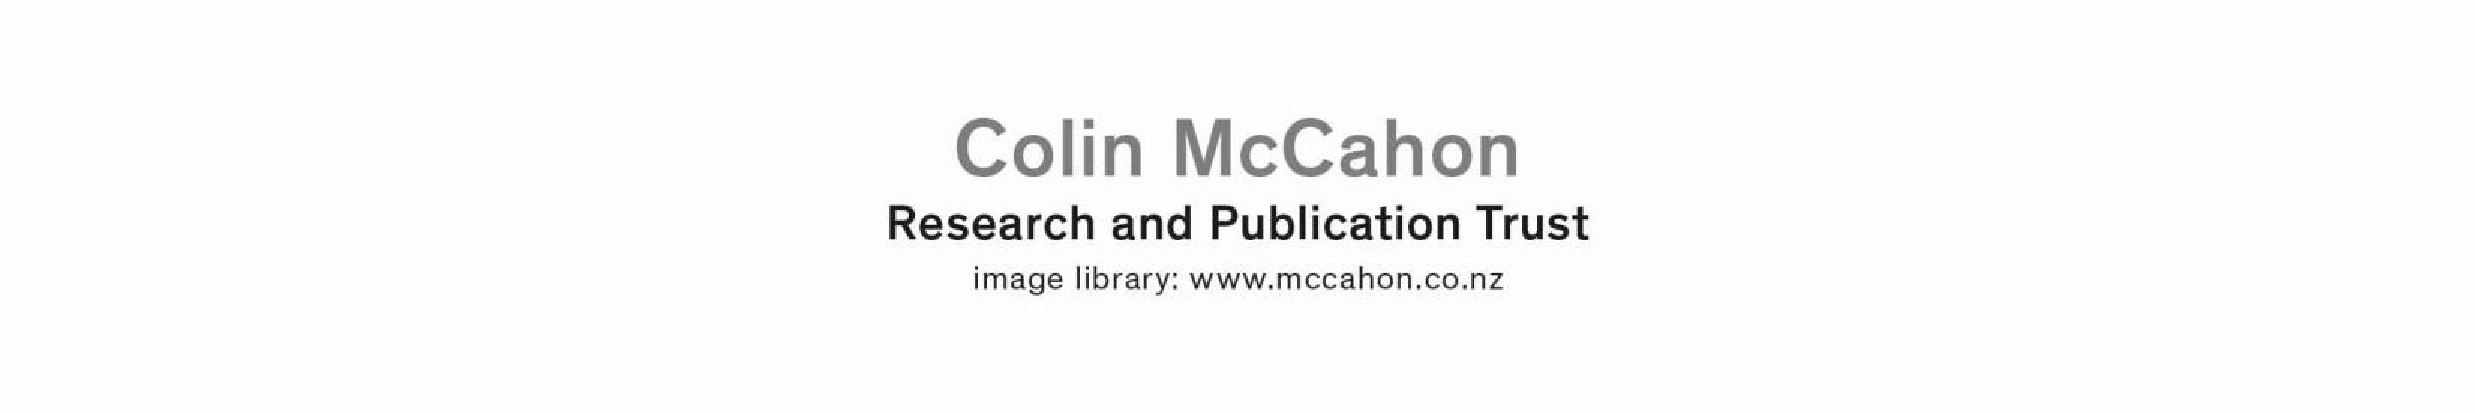 Colin McCahon
Research and Publication Trust
image library: www.mccahon.co.nz